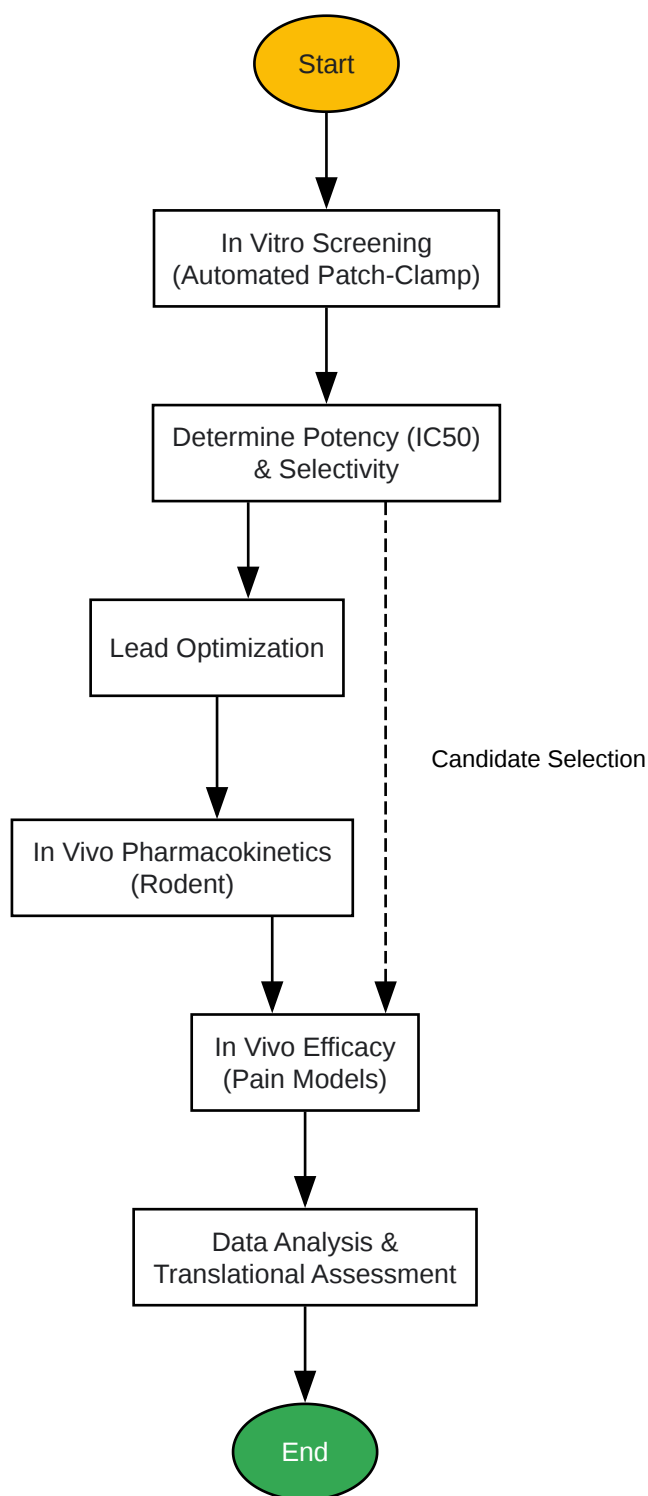 Start
In Vitro Screening
(Automated Patch-Clamp)
Determine Potency (IC50)
& Selectivity
Lead Optimization
Candidate Selection
In Vivo Pharmacokinetics
(Rodent)
In Vivo Efficacy
(Pain Models)
Data Analysis &
Translational Assessment
End